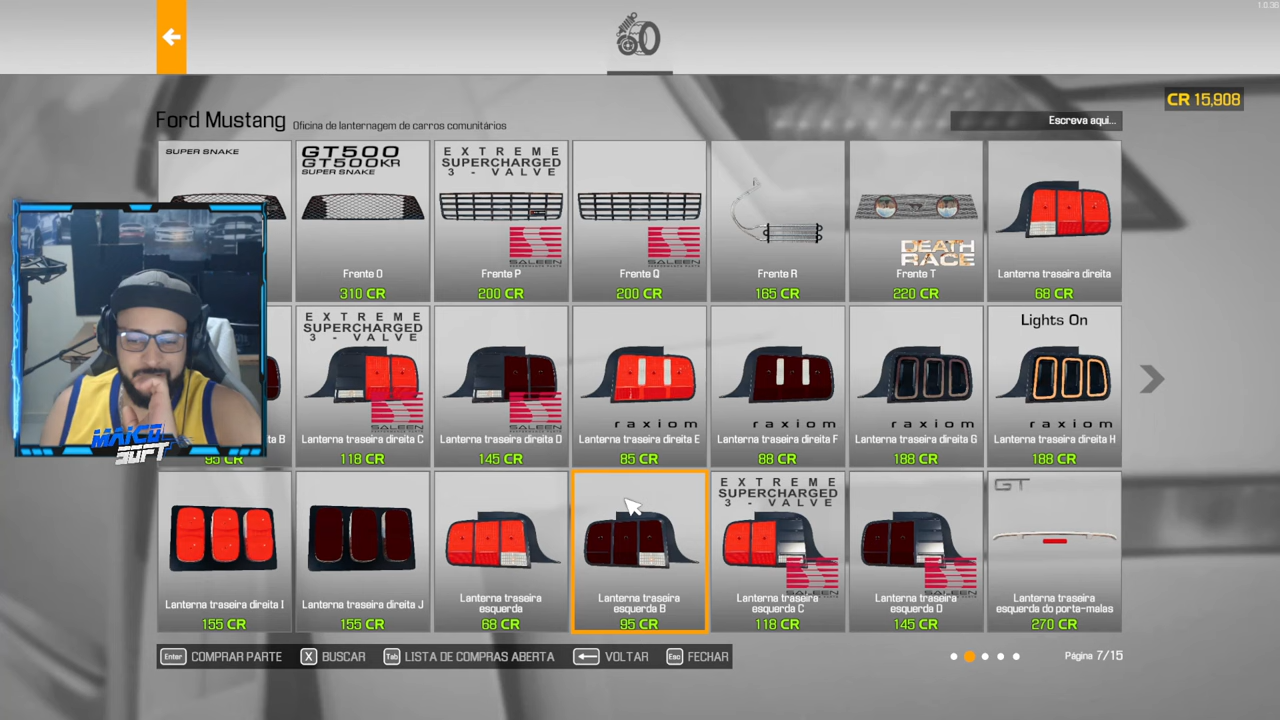 1.0.38
CR 15,908
Ford Mustang Oficina de lanternagem de carros comunitários
Escreva aqui...
SUPER SNAKE
GT500
GT500KR
SUPER SNAKE
Frente O
310 CR
EXTREME
SUPERCHARGED
3 - VALVE
SALEEN
Frente P
200 CR
SALEEN
Frente Q
200 CR
Frente R
165 CR
DEATH
RACE
Frente T
220 CR
Lanterna traseira direita
68 CR
B
95 CR
EXTREME
SUPERCHARGED
3 - VALVE
SALEEN
Lanterna traseira direita C
118 CR
SALEEN
Lanterna traseira direita D
145 CR
raxiom
Lanterna traseira direita E
85 CR
raxiom
Lanterna traseira direita F
88 CR
raxiom
Lanterna traseira direita G
188 CR
Lights On
raxiom
Lanterna traseira direita H
188 CR
MAICO
SOFT
Lanterna traseira direita I
155 CR
Lanterna traseira direita J
155 CR
Lanterna traseira
esquerda
68 CR
Lanterna traseira
esquerda B
95 CR
EXTREME
SUPERCHARGED
3 - VALVE
SALEEN
Lanterna traseira
esquerda C
118 CR
SALEEN
Lanterna traseira
esquerda D
145 CR
GT
Lanterna traseira
esquerda do porta-malas
270 CR
Enter COMPRAR PARTE X BUSCAR Tab LISTA DE COMPRAS ABERTA VOLTAR Esc FECHAR
Página 7/15